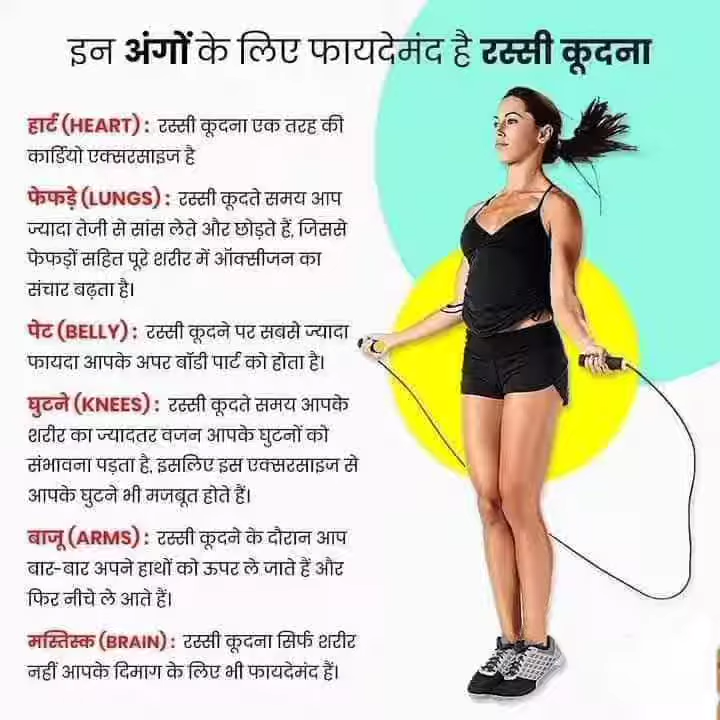 इन अंगों के लिए फायदेमंद है रस्सी कूदना
हार्ट (HEART) : रस्सी कूदना एक तरह की
कार्डियो एक्सरसाइज है
फेफड़े (LUNGS) : रस्सी कूदते समय आप
ज्यादा तेजी से सांस लेते और छोड़ते हैं, जिससे
फेफड़ों सहित पूरे शरीर में ऑक्सीजन का
संचार बढ़ता है।
पेट (BELLY) : रस्सी कूदने पर सबसे ज्यादा
फायदा आपके अपर बॉडी पार्ट को होता है।
घुटने (KNEES) : रस्सी कूदते समय आपके
शरीर का ज्यादतर वजन आपके घुटनों को
संभावना पड़ता है, इसलिए इस एक्सरसाइज से
आपके घुटने भी मजबूत होते हैं।
बाजू (ARMS) : रस्सी कूदने के दौरान आप
बार-बार अपने हाथों को ऊपर ले जाते हैं और
फिर नीचे ले आते हैं।
मस्तिस्क (BRAIN) : रस्सी कूदना सिर्फ शरीर
नहीं आपके दिमाग के लिए भी फायदेमंद हैं।